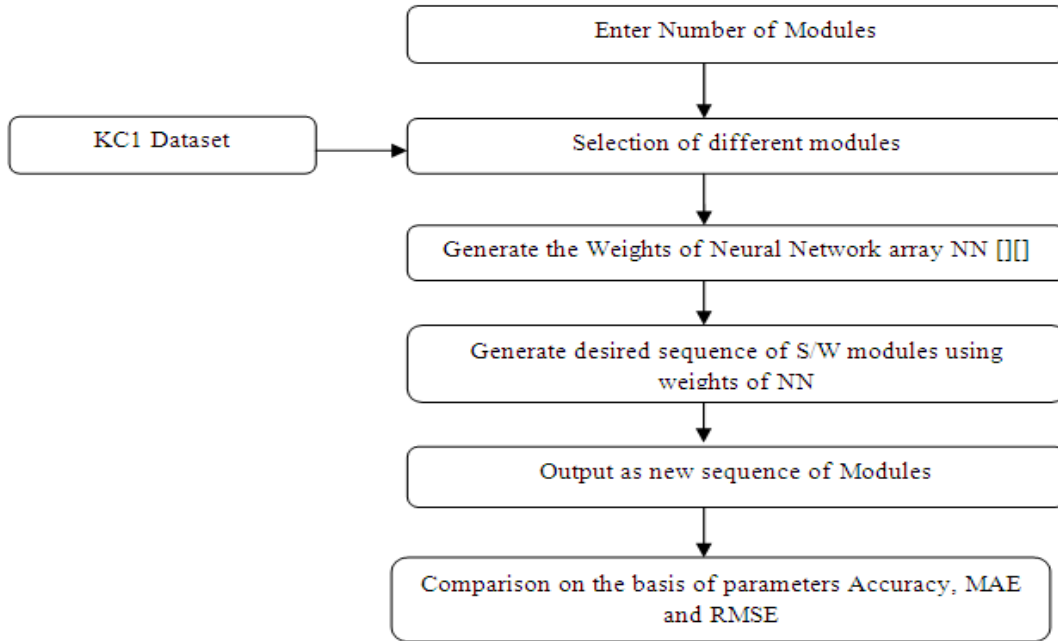 Enter Number of Modules
KC1 Dataset
Selection of different modules
Generate the Weights of Neural Network array NN [][]
Generate desired sequence of S/W modules using
weights of NN
Output as new sequence of Modules
Comparison on the basis of parameters Accuracy, MAE
and RMSE